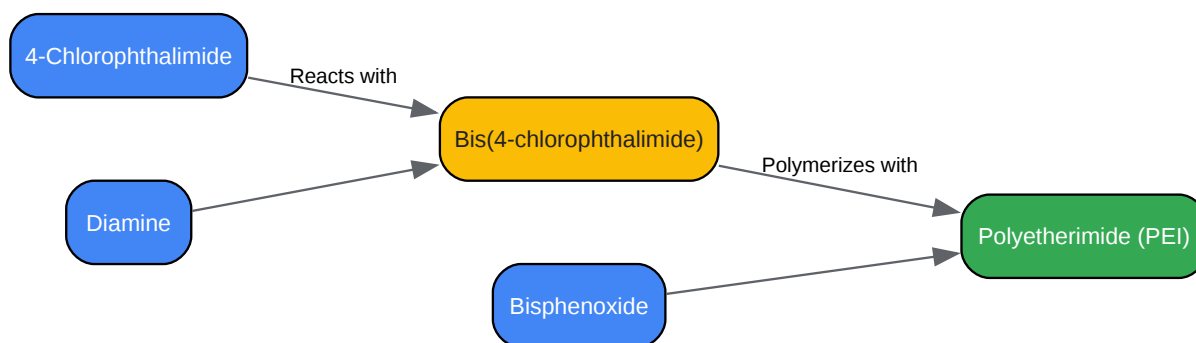 4-Chlorophthalimide
Reacts with
Bis(4-chlorophthalimide)
Polymerizes with
Diamine
Polyetherimide (PEI)
Bisphenoxide